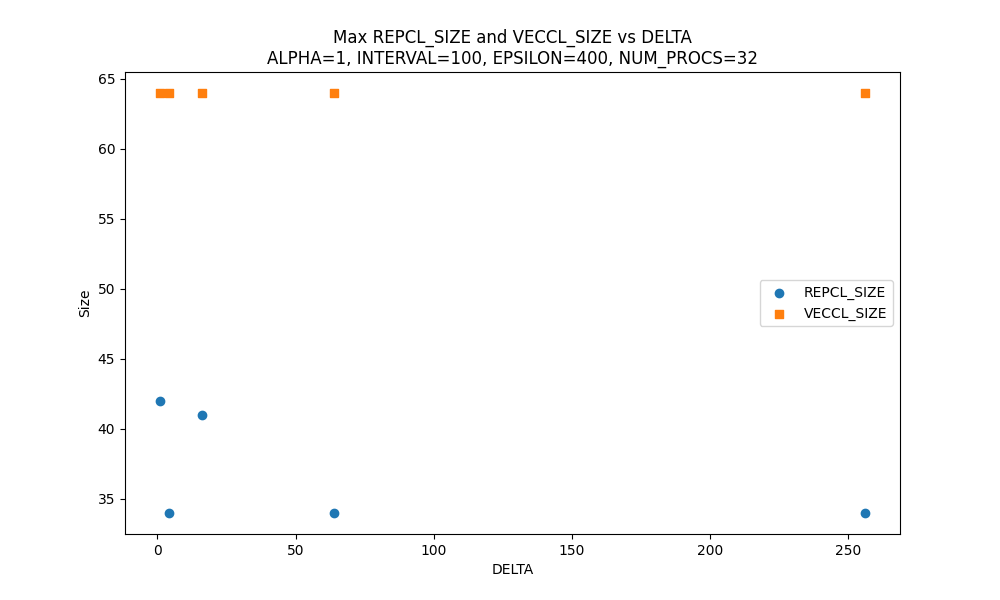 Max REPCL_SIZE and VECCL_SIZE vs DELTA
ALPHA=1, INTERVAL=100, EPSILON=400, NUM_PROCS=32
65
60
55
50
45
40
35
Size
REPCL_SIZE
VECCL_SIZE
0 50 100 150 200 250
DELTA